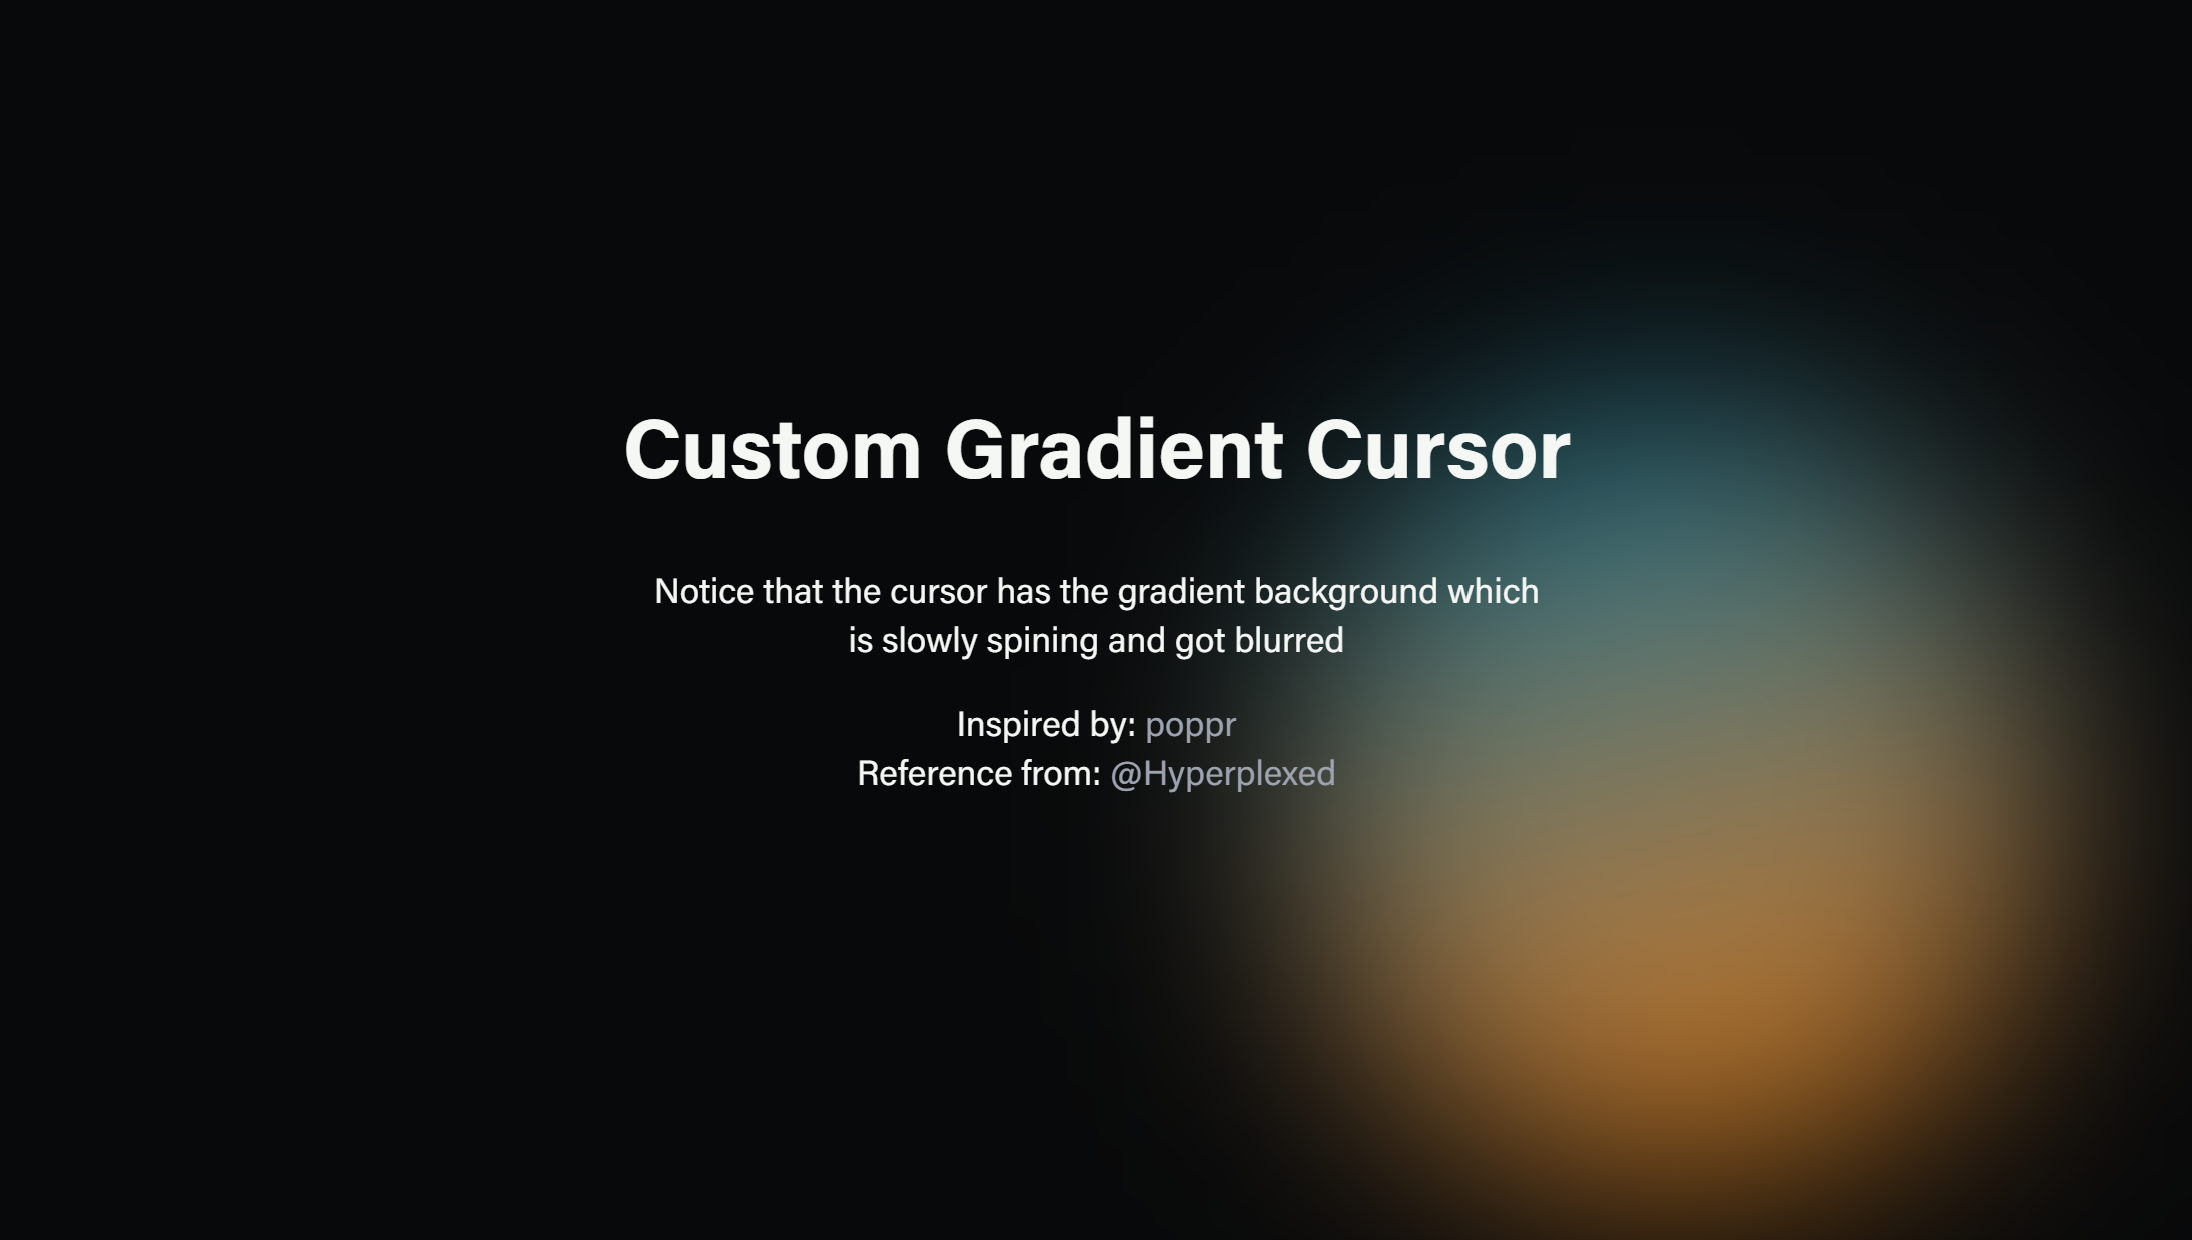 Custom Gradient Cursor
Notice that the cursor has the gradient background which
is slowly spining and got blurred
Inspired by: poppr
Reference from: @Hyperplexed